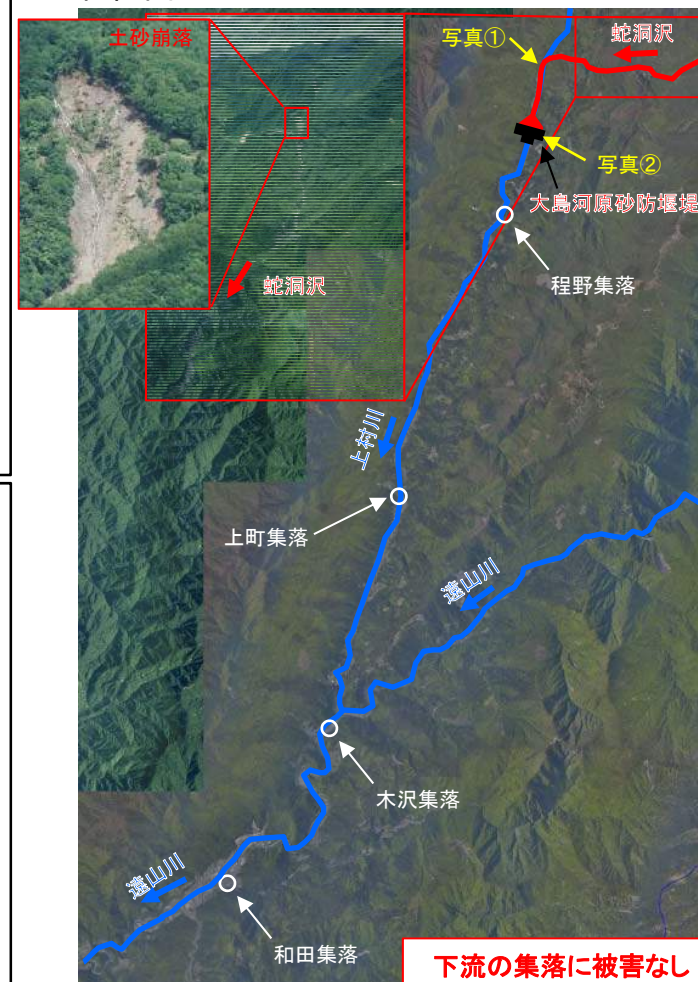 土砂崩落
蛇洞沢
写真①
蛇洞沢
写真②
大島河原砂防堰堤
程野集落
上村川
上町集落
遠山川
木沢集落
遠山川
和田集落
下流の集落に被害なし